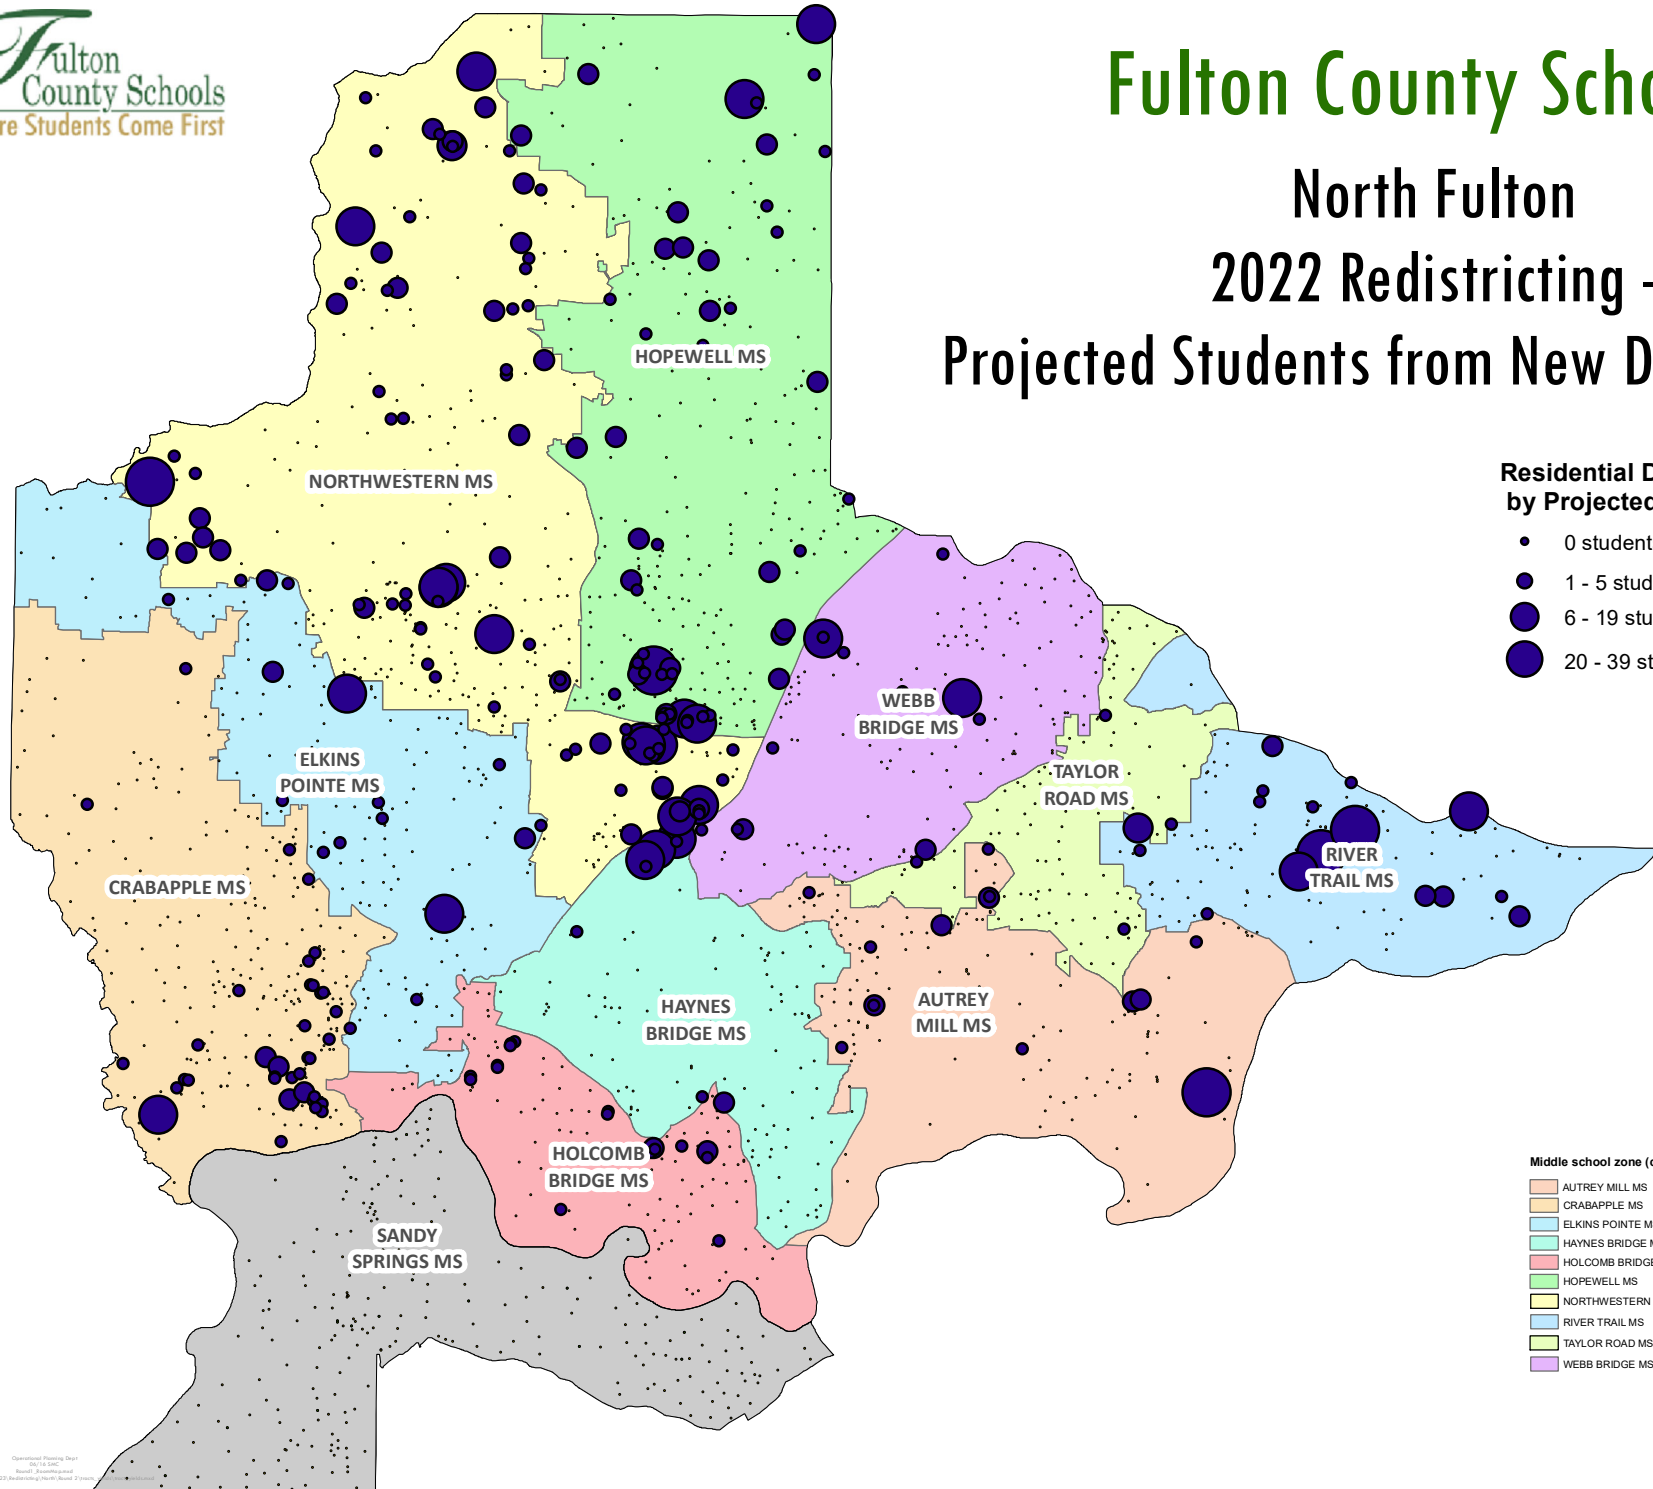 Fulton
County Schools
re Students Come First
Fulton County Scho
North Fulton
2022 Redistricting -
Projected Students from New D
Residential D
by Projected
0 student
1 - 5 stud
6 - 19 stu
20 - 39 st
HOPEWELL MS
NORTHWESTERN MS
WEBB
BRIDGE MS
ELKINS
POINTE MS
TAYLOR
ROAD MS
RIVER
TRAIL MS
CRABAPPLE MS
HAYNES
BRIDGE MS
AUTREY
MILL MS
HOLCOMB
BRIDGE MS
SANDY
SPRINGS MS
Middle school zone (c
AUTREY MILL MS
CRABAPPLE MS
ELKINS POINTE M
HAYNES BRIDGE M
HOLCOMB BRIDGE
HOPEWELL MS
NORTHWESTERN
RIVER TRAIL MS
TAYLOR ROAD MS
WEBB BRIDGE MS
Operational Planning Dept